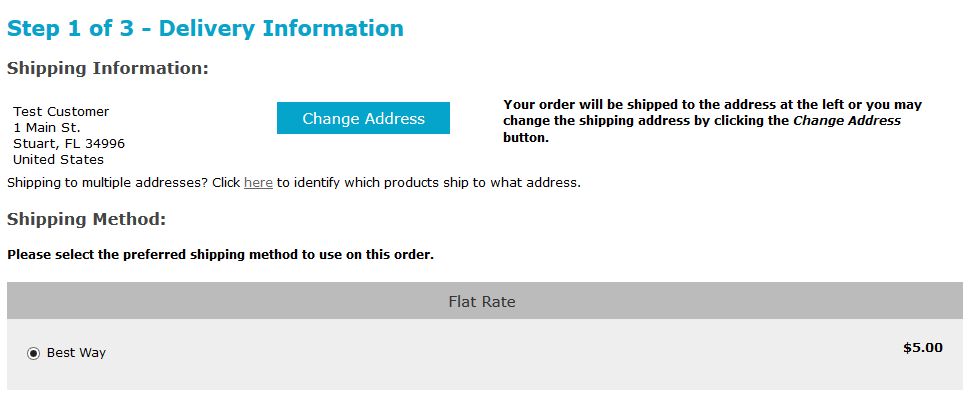 Step 1 of 3 - Delivery Information
Shipping Information:
Test Customer
1 Main St.
Stuart, FL 34996
United States
Change Address
Your order will be shipped to the address at the left or you may
change the shipping address by clicking the Change Address
button.
Shipping to multiple addresses? Click here to identify which products ship to what address.
Shipping Method:
Please select the preferred shipping method to use on this order.
Flat Rate
Best Way
$5.00